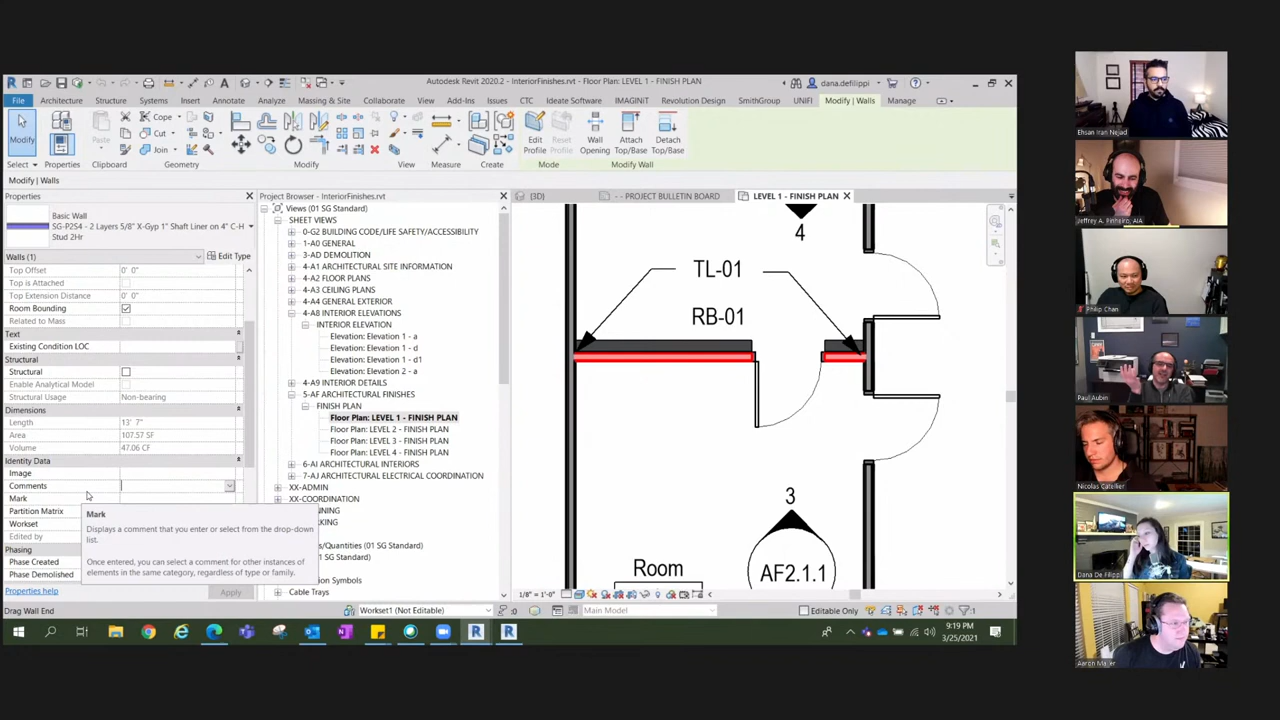 Autodesk Revit 2020.2 - InteriorFinishes.rvt - Floor Plan: LEVEL 1 - FINISH PLAN
dana.defilippi
File Architecture Structure Systems Insert Annotate Analyze Massing & Site Collaborate View Add-Ins Issues CTC Ideate Software IMAGINiT Revolution Design SmithGroup UNIFI Modify | Walls Manage
Modify
Properties
Paste
Cope
Cut
Join
Edit Profile
Reset Profile
Wall Opening
Attach Top/Base
Detach Top/Base
Select Properties Clipboard Geometry Modify View Measure Create Mode Modify Wall
Modify | Walls
Properties
Basic Wall
SG-P2S4 - 2 Layers 5/8" X-Gyp 1" Shaft Liner on 4" C-H
Stud 2Hr
Walls (1)
Edit Type
Top Offset 0' 0"
Top is Attached
Top Extension Distance 0' 0"
Room Bounding
Related to Mass
Text
Existing Condition LOC
Structural
Structural
Enable Analytical Model
Structural Usage Non-bearing
Dimensions
Length 13' 7"
Area 107.57 SF
Volume 47.06 CF
Identity Data
Image
Comments
Mark
Partition Matrix
Workset
Edited by
Phasing
Phase Created
Phase Demolished
Properties help
Apply
Mark
Displays a comment that you enter or select from the drop-down
list.
Once entered, you can select a comment for other instances of
elements in the same category, regardless of type or family.
Project Browser - InteriorFinishes.rvt
Views (01 SG Standard)
SHEET VIEWS
0-G2 BUILDING CODE/LIFE SAFETY/ACCESSIBILITY
1-A0 GENERAL
3-AD DEMOLITION
4-A1 ARCHITECTURAL SITE INFORMATION
4-A2 FLOOR PLANS
4-A3 CEILING PLANS
4-A4 GENERAL EXTERIOR
4-A8 INTERIOR ELEVATIONS
INTERIOR ELEVATION
Elevation: Elevation 1 - a
Elevation: Elevation 1 - d
Elevation: Elevation 1 - d1
Elevation: Elevation 2 - a
4-A9 INTERIOR DETAILS
5-AF ARCHITECTURAL FINISHES
FINISH PLAN
Floor Plan: LEVEL 1 - FINISH PLAN
Floor Plan: LEVEL 2 - FINISH PLAN
Floor Plan: LEVEL 3 - FINISH PLAN
Floor Plan: LEVEL 4 - FINISH PLAN
6-AI ARCHITECTURAL INTERIORS
7-AJ ARCHITECTURAL ELECTRICAL COORDINATION
XX-ADMIN
XX-COORDINATION
(01 SG Standard)
Cable Trays
{3D}
- - PROJECT BULLETIN BOARD
LEVEL 1 - FINISH PLAN
4
TL-01
RB-01
3
AF2.1.1
Room
1/8" = 1'-0"
Drag Wall End
Workset1 (Not Editable)
:0
Main Model
Editable Only
:1
9:19 PM
3/25/2021
Ehsan Iran Nejad
Jeffrey A. Pinheiro, AIA
Philip Chan
Paul Aubin
Nicolas Catellier
Dana De Filippi